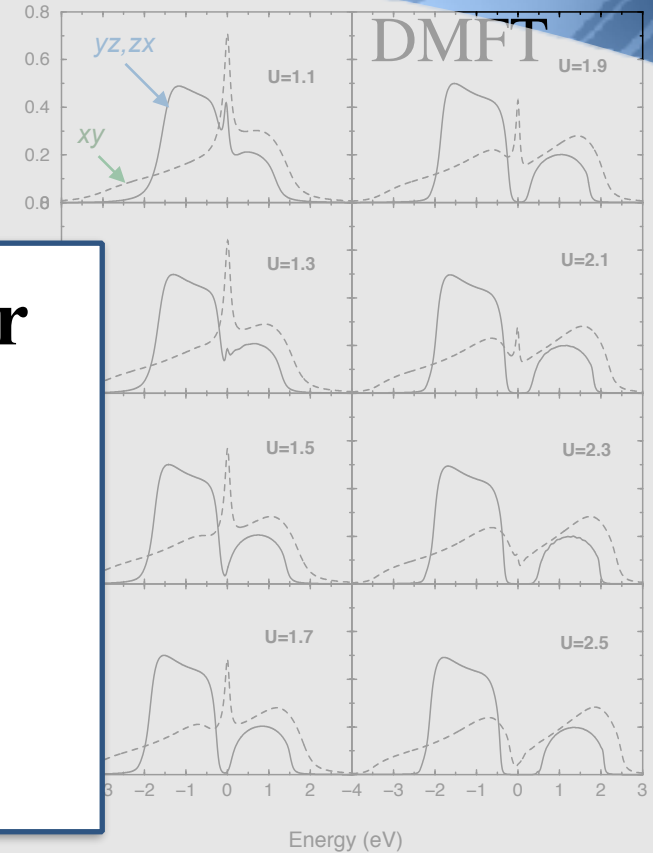 DMFT
0.8
0.6
0.4
0.2
0.0
yz,zx
xy
U=1.1
U=1.9
r
U=1.3
U=2.1
U=1.5
U=2.3
U=1.7
U=2.5
3 −2 −1 0 1 2 −4 −3 −2 −1 0 1 2 3
Energy (eV)